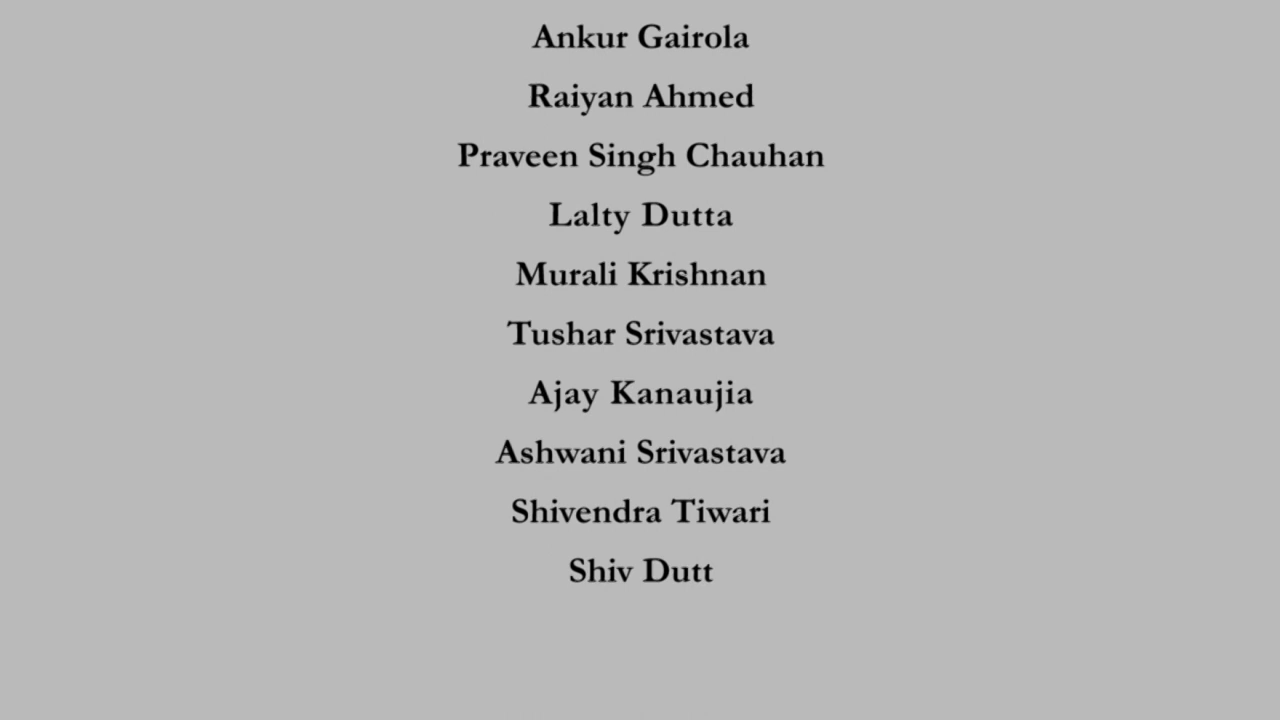 Ankur Gairola
Raiyan Ahmed
Praveen Singh Chauhan
Lalty Dutta
Murali Krishnan
Tushar Srivastava
Ajay Kanaujia
Ashwani Srivastava
Shivendra Tiwari
Shiv Dutt